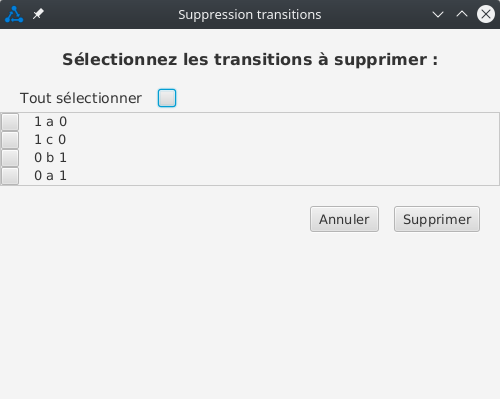 Suppression transitions
Sélectionnez les transitions à supprimer :
Tout sélectionner
1 a 0
1 c 0
0 b 1
0 a 1
Annuler Supprimer